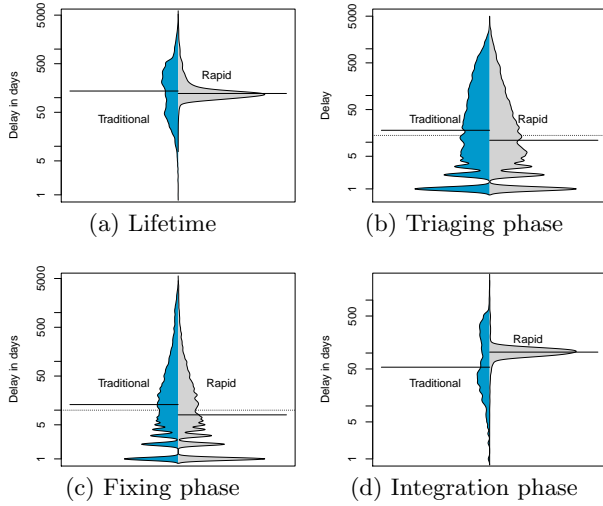 Delay in days
5000
500
50
5
1
Rapid
Traditional
(a) Lifetime
Delay
5000
500
50
5
1
Traditional
Rapid
(b) Triaging phase
Delay in days
5000
500
50
5
1
Traditional
Rapid
(c) Fixing phase
Delay in days
500
50
5
1
Rapid
Traditional
(d) Integration phase